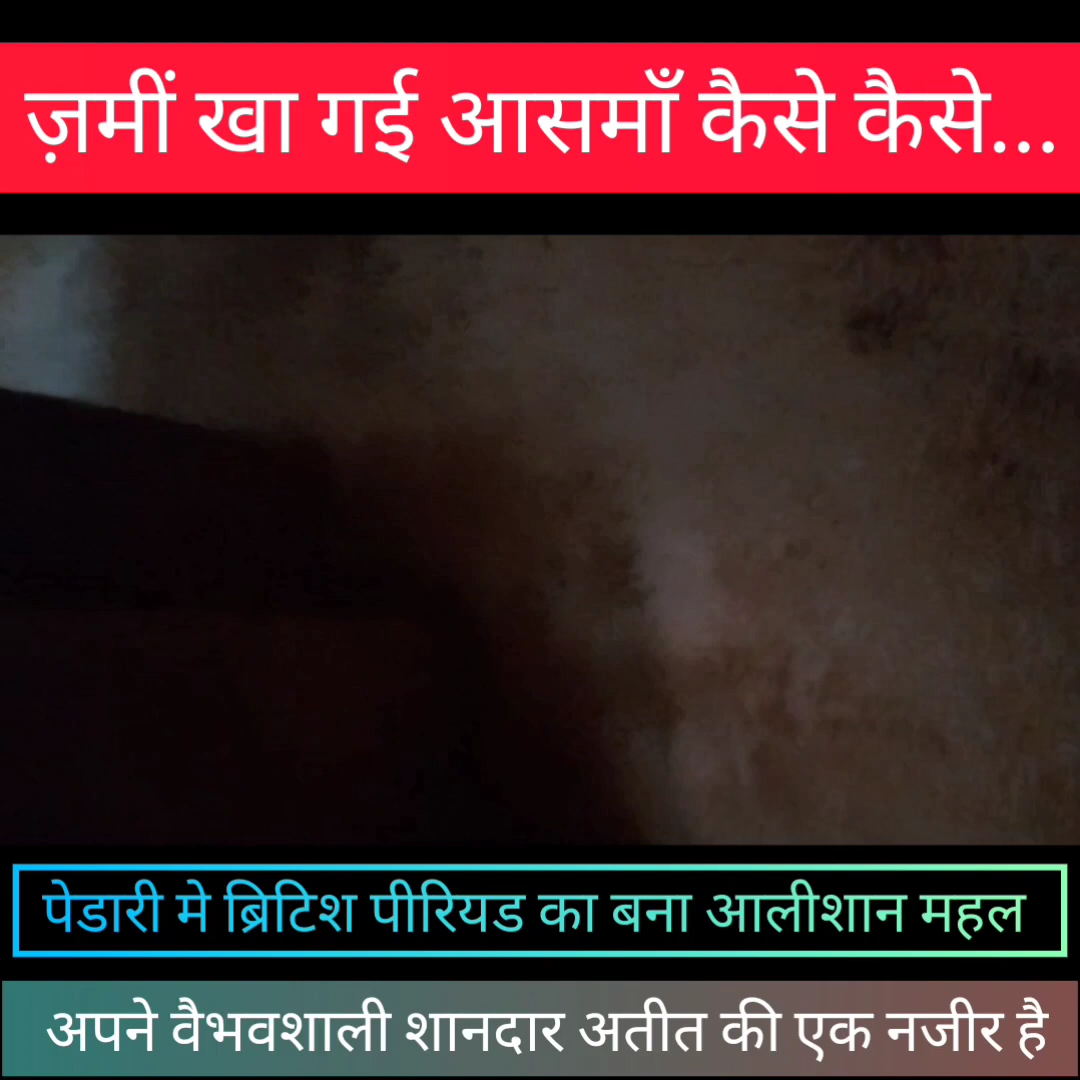 ज़मीं खा गई आसमाँ कैसे कैसे...
पेडारी मे ब्रिटिश पीरियड का बना आलीशान महल
अपने वैभवशाली शानदार अतीत की एक नजीर है